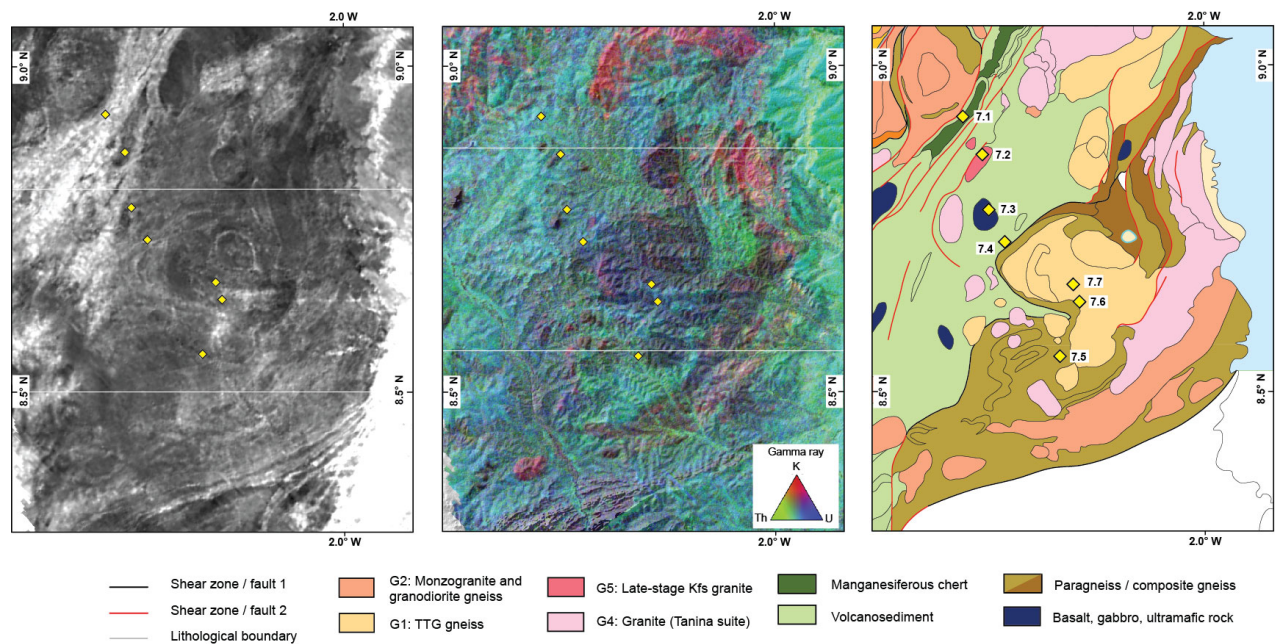 2.0° W
2.0° W
2.0° W
9.0° N
9.0° N
9.0° N
9.0° N
9.0° N
9.0° N
7.1
7.2
7.3
7.4
7.7
7.6
7.5
8.5° N
8.5° N
8.5° N
8.5° N
8.5° N
8.5° N
Gamma ray
K
Th
U
2.0° W
2.0° W
2.0° W
Shear zone / fault 1
Shear zone / fault 2
Lithological boundary
G2: Monzogranite and
granodiorite gneiss
G1: TTG gneiss
G5: Late-stage Kfs granite
G4: Granite (Tanina suite)
Manganesiferous chert
Volcanosediment
Paragneiss / composite gneiss
Basalt, gabbro, ultramafic rock